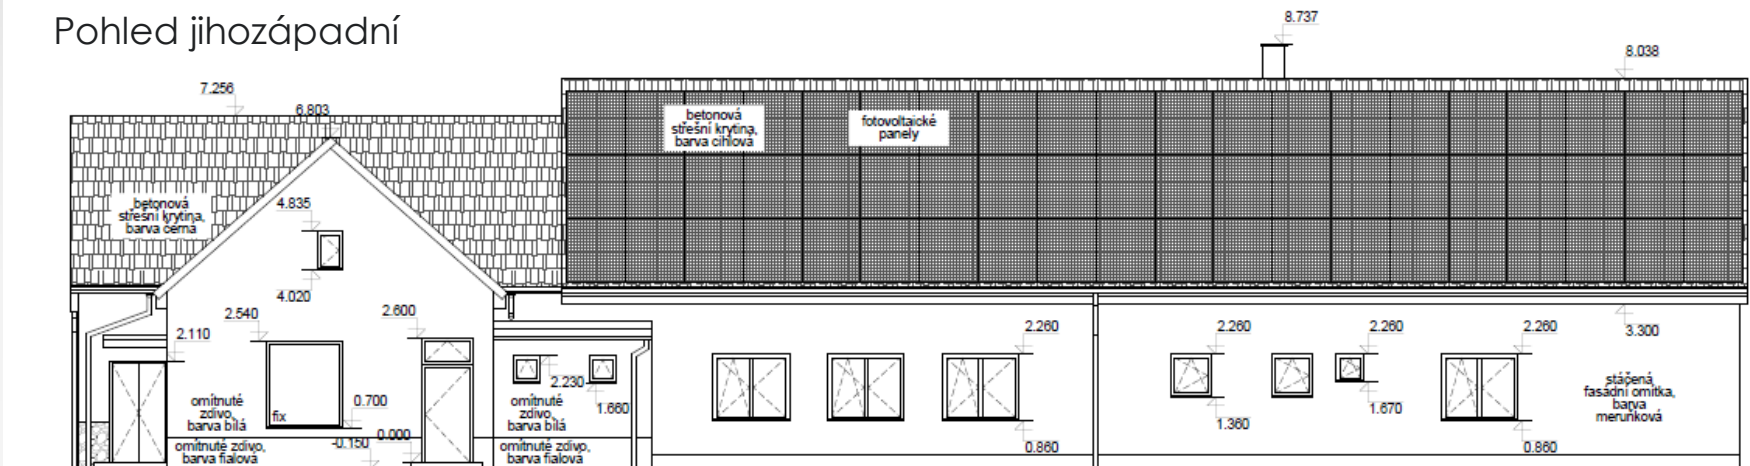 Pohled jihozápadní
8.737
8.038
7.256
6.803
betonová
střešní krytina,
barva cihlová
fotovoltaické
panely
betonová
střešní krytina,
barva černá
4.835
4.020
2.540
2.600
2.110
2.260
2.260
2.260
2.260
3.300
2.230
1.660
0.700
fix
omítnuté
zdivo,
barva bílá
omítnuté
zdivo,
barva bílá
1.360
1.670
stáčená
fasádní omítka,
barva
meruňková
-0.150
0.000
0.860
0.860
omítnuté zdivo,
barva fialová
omítnuté zdivo,
barva fialová